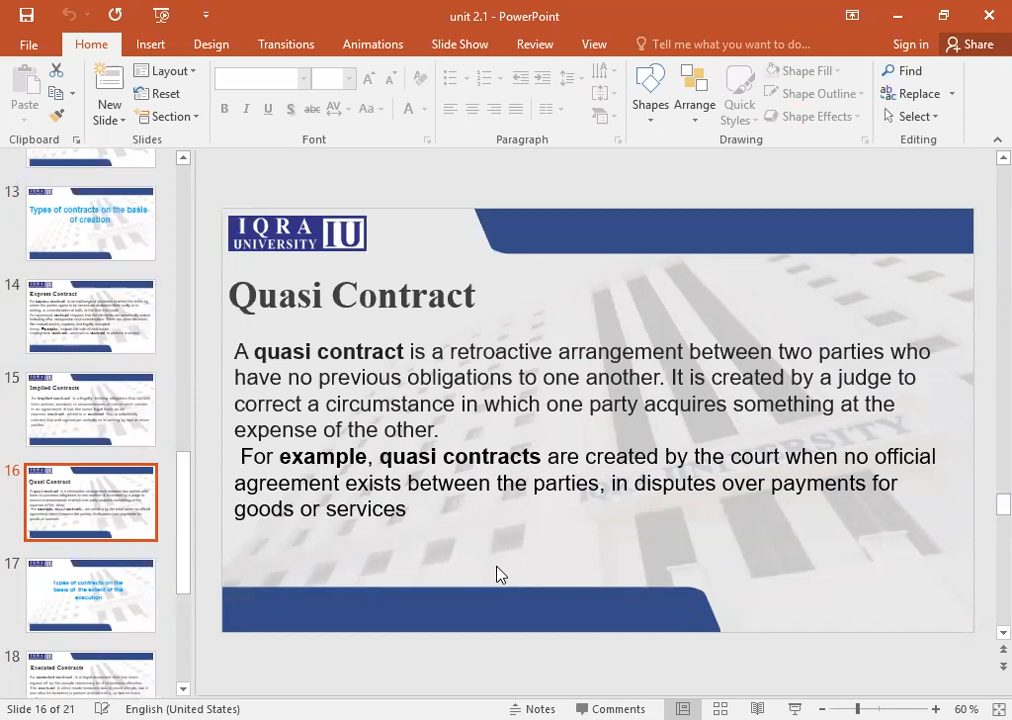 unit 2.1 - PowerPoint
File Home Insert Design Transitions Animations Slide Show Review View Tell me what you want to do... Sign in Share
Paste
New Slide
Layout
Reset
Section
B I U S abc AV Aa A
Shapes Arrange Quick Styles
Shape Fill
Shape Outline
Shape Effects
Find
Replace
Select
Clipboard Slides Font Paragraph Drawing Editing
13
Types of contracts on the basis
of creation
14
Express Contract
15
Implied Contracts
16
Quasi Contract
17
Types of contracts on the
basis of the extent of the
execution
18
Executed Contracts
IQRA
UNIVERSITY IU
Quasi Contract
A quasi contract is a retroactive arrangement between two parties who
have no previous obligations to one another. It is created by a judge to
correct a circumstance in which one party acquires something at the
expense of the other.
For example, quasi contracts are created by the court when no official
agreement exists between the parties, in disputes over payments for
goods or services
Slide 16 of 21 English (United States) Notes Comments 60 %